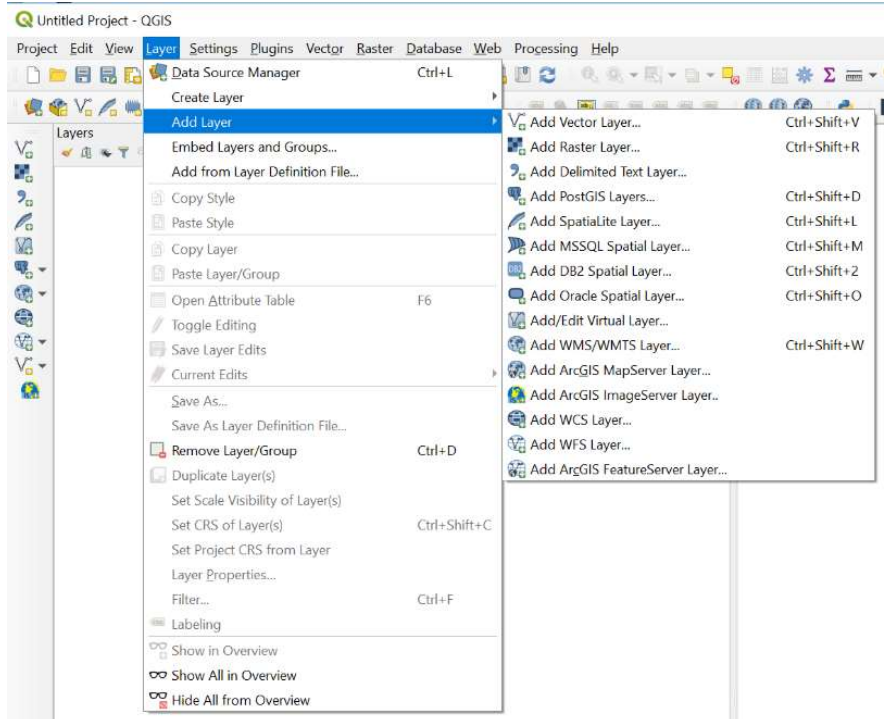 Untitled Project - QGIS
Project Edit View Layer Settings Plugins Vector Raster Database Web Processing Help
Layers
Data Source Manager Ctrl+L
Create Layer
Add Layer
Embed Layers and Groups...
Add from Layer Definition File...
Copy Style
Paste Style
Copy Layer
Paste Layer/Group
Open Attribute Table F6
Toggle Editing
Save Layer Edits
Current Edits
Save As...
Save As Layer Definition File...
Remove Layer/Group Ctrl+D
Duplicate Layer(s)
Set Scale Visibility of Layer(s)
Set CRS of Layer(s) Ctrl+Shift+C
Set Project CRS from Layer
Layer Properties...
Filter... Ctrl+F
Labeling
Show in Overview
Show All in Overview
Hide All from Overview
Add Vector Layer... Ctrl+Shift+V
Add Raster Layer... Ctrl+Shift+R
Add Delimited Text Layer...
Add PostGIS Layers... Ctrl+Shift+D
Add SpatiaLite Layer... Ctrl+Shift+L
Add MSSQL Spatial Layer... Ctrl+Shift+M
DB2 Add DB2 Spatial Layer... Ctrl+Shift+2
Add Oracle Spatial Layer... Ctrl+Shift+O
Add/Edit Virtual Layer...
Add WMS/WMTS Layer... Ctrl+Shift+W
Add ArcGIS MapServer Layer...
Add ArcGIS ImageServer Layer..
Add WCS Layer...
Add WFS Layer...
Add ArcGIS FeatureServer Layer...